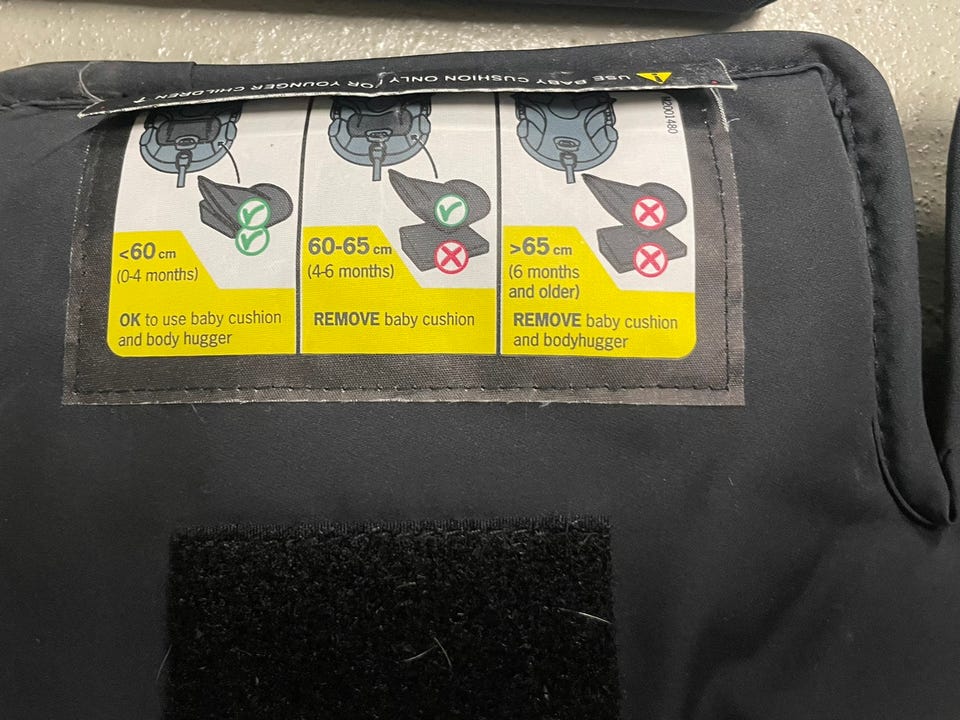 USE BABY CUSHION ONLY FOR YOUNGER CHILDREN
<60 cm
(0-4 months)
OK to use baby cushion
and body hugger
60-65 cm
(4-6 months)
REMOVE baby cushion
>65 cm
(6 months
and older)
REMOVE baby cushion
and bodyhugger